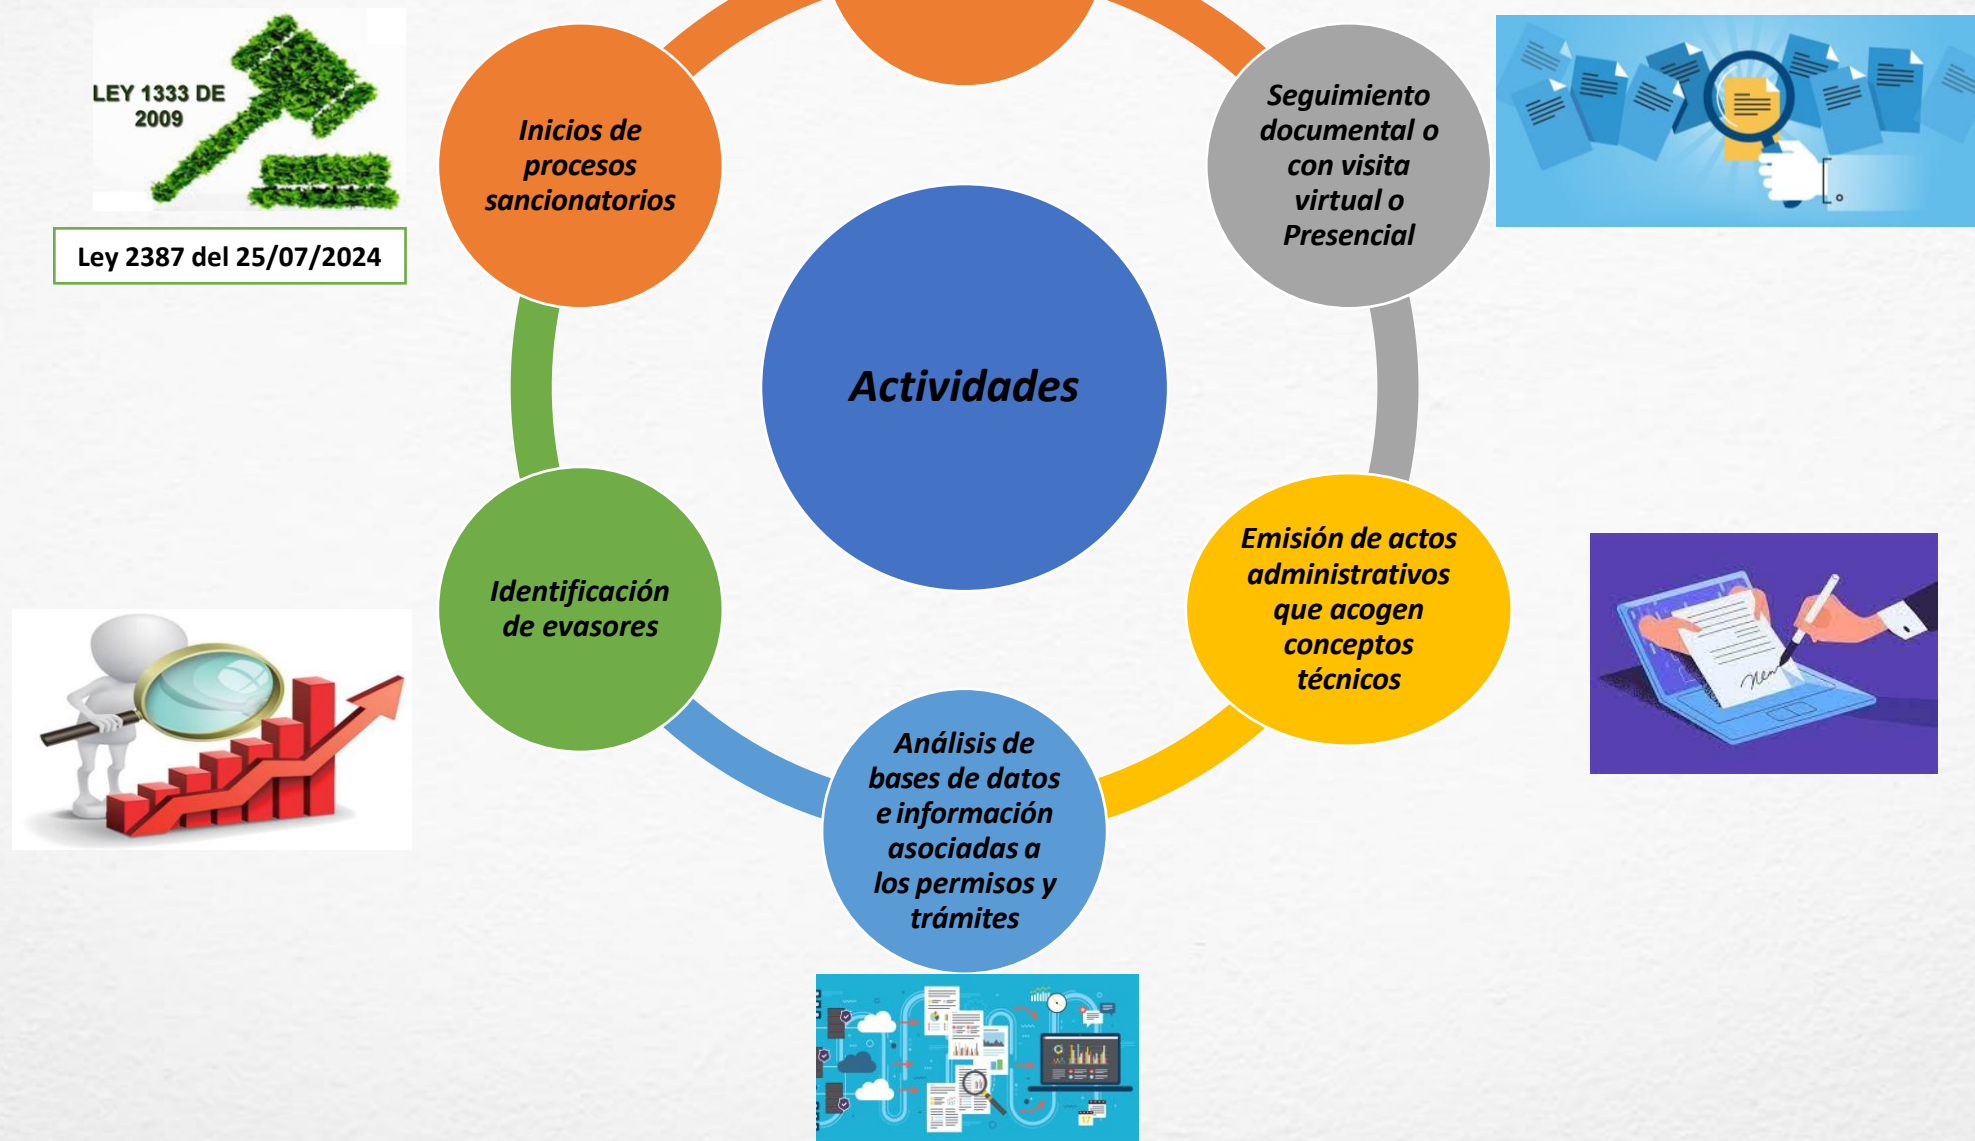 LEY 1333 DE
2009
Ley 2387 del 25/07/2024
Inicios de
procesos
sancionatorios
Seguimiento
documental o
con visita
virtual o
Presencial
Actividades
Identificación
de evasores
Emisión de actos
administrativos
que acogen
conceptos
técnicos
Análisis de
bases de datos
e información
asociadas a
los permisos y
trámites
17